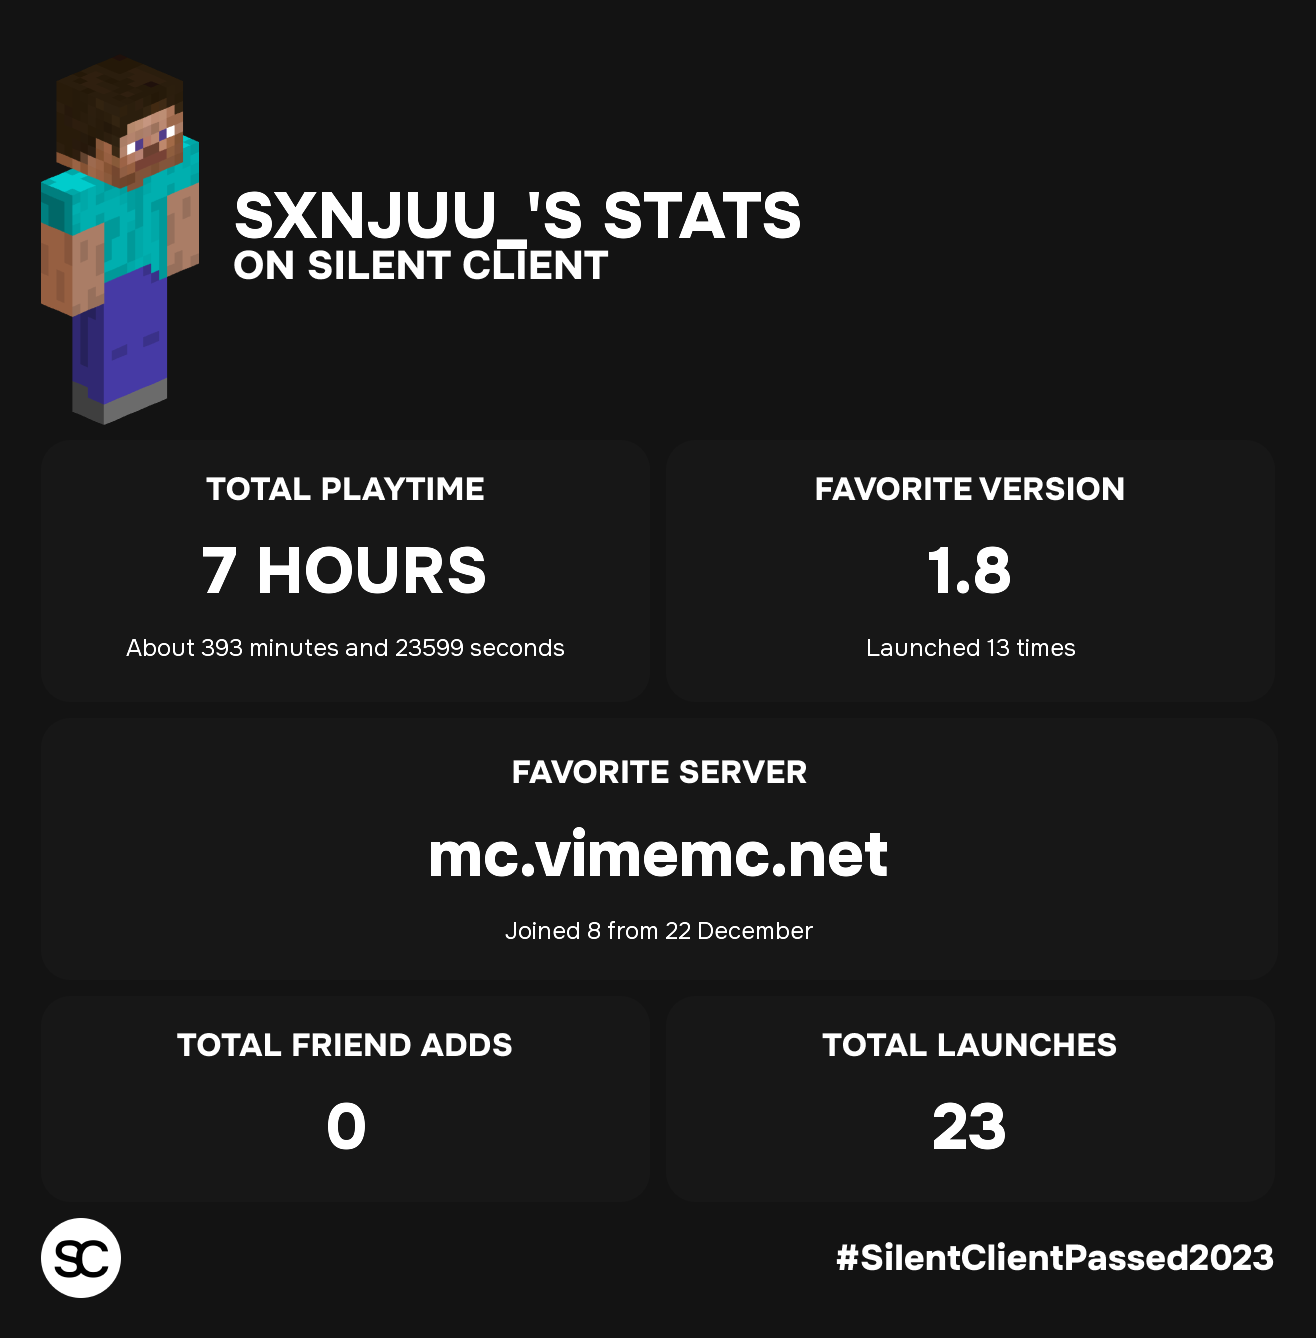 SXNJUU_'S STATS
ON SILENT CLIENT
TOTAL PLAYTIME
7 HOURS
About 393 minutes and 23599 seconds
FAVORITE VERSION
1.8
Launched 13 times
FAVORITE SERVER
mc.vimemc.net
Joined 8 from 22 December
TOTAL FRIEND ADDS
0
TOTAL LAUNCHES
23
SC
#SilentClientPassed2023